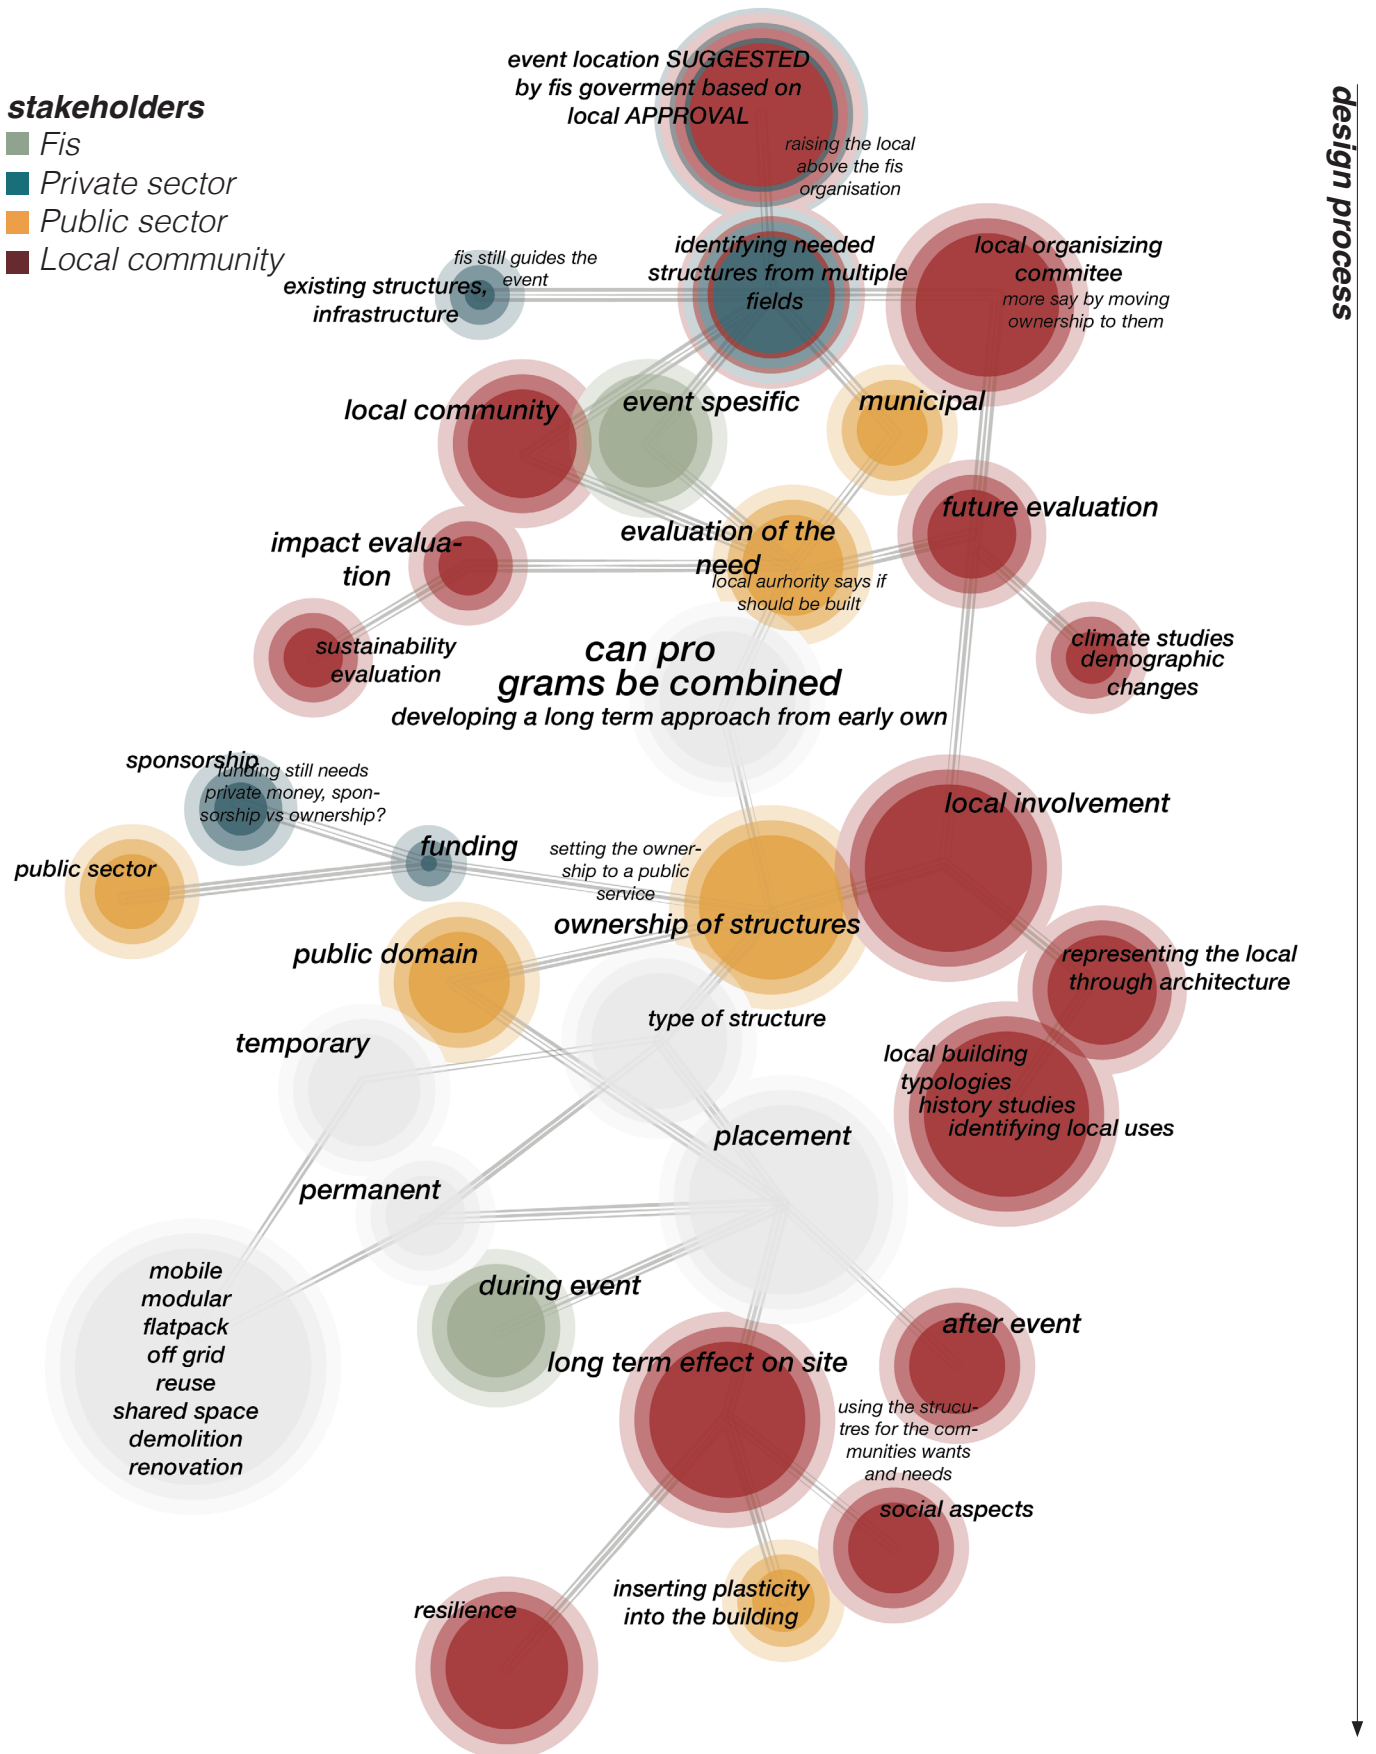 event location SUGGESTED
by fis goverment based on
local APPROVAL
stakeholders
Fis
Private sector
Public sector
Local community
design process
raising the local
above the fis
organisation
identifying needed
structures from multiple
fields
local organisizing
commitee
more say by moving
ownership to them
fis still guides the
event
existing structures,
infrastructure
local community
event spesific
municipal
future evaluation
evaluation of the
need
local aurhority says if
should be built
impact evalua-
tion
sustainability
evaluation
climate studies
demographic
changes
can pro
grams be combined
developing a long term approach from early own
sponsorship
funding still needs
private money, spon-
sorship vs ownership?
public sector
funding
setting the owner-
ship to a public
service
ownership of structures
local involvement
public domain
representing the local
through architecture
type of structure
temporary
local building
typologies
history studies
identifying local uses
placement
permanent
mobile
modular
flatpack
off grid
reuse
shared space
demolition
renovation
during event
after event
long term effect on site
using the strucu-
tres for the com-
munities wants
and needs
social aspects
inserting plasticity
into the building
resilience